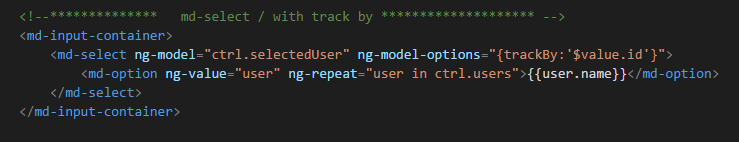 <!--**************   md-select / with track by ******************** -->
<md-input-container>
    <md-select ng-model="ctrl.selectedUser" ng-model-options="{trackBy:'$value.id'}">
        <md-option ng-value="user" ng-repeat="user in ctrl.users">{{user.name}}</md-option>
    </md-select>
</md-input-container>